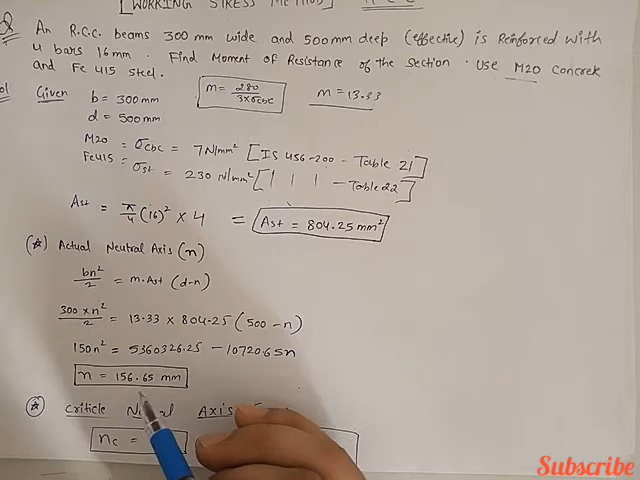 [WORKING STRESS METHOD] R.C.C
Q An R.C.C. beams 300 mm wide and 500 mm deep (effective) is Reinforced with
4 bars 16 mm. Find Moment of Resistance of the section. Use M20 concrek
and Fe 415 steel.
Sol Given b = 300 mm m = 280/3×σcbc m = 13.33
d = 500 mm
M20 = σcbc = 7 N/mm² [IS 456-200 - Table 21]
Fe415 = σst = 230 N/mm² [ | | | - Table 22]
Ast = π/4 (16)² × 4 = Ast = 804.25 mm²
(☆) Actual Neutral Axis (n)
bn²/2 = m.Ast (d-n)
300 × n²/2 = 13.33 × 804.25 (500 - n)
150n² = 5360326.25 - 10720.65n
n = 156.65 mm
☆ Criticle Neutral Axis
nc =
Subscribe